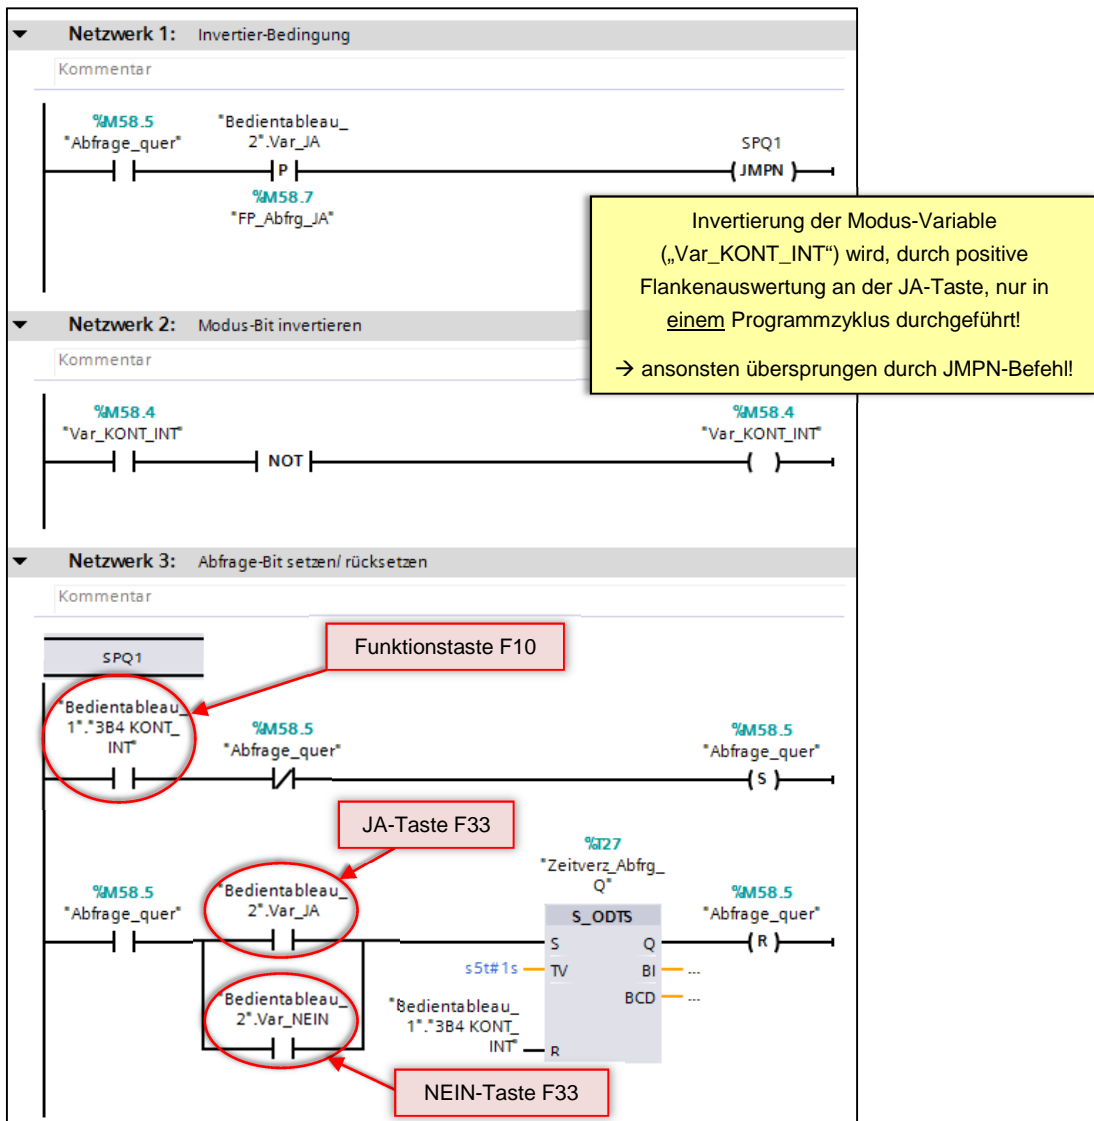 Netzwerk 1: Invertier-Bedingung
Kommentar
%M58.5
"Abfrage_quer"
"Bedientableau_
2".Var_JA
P
%M58.7
"FP_Abfrg_JA"
SPQ1
JMPN
Invertierung der Modus-Variable
(„Var_KONT_INT“) wird, durch positive
Flankenauswertung an der JA-Taste, nur in
einem Programmzyklus durchgeführt!
→ ansonsten übersprungen durch JMPN-Befehl!
Netzwerk 2: Modus-Bit invertieren
Kommentar
%M58.4
"Var_KONT_INT"
NOT
%M58.4
"Var_KONT_INT"
Netzwerk 3: Abfrage-Bit setzen/ rücksetzen
Kommentar
SPQ1
Funktionstaste F10
"Bedientableau_
1"."3B4 KONT_
INT"
%M58.5
"Abfrage_quer"
%M58.5
"Abfrage_quer"
S
JA-Taste F33
%M58.5
"Abfrage_quer"
"Bedientableau_
2".Var_JA
%T27
"Zeitverz_Abfrg_
Q"
S_ODTS
S Q
s5t#1s TV BI ...
BCD ...
"Bedientableau_
1"."3B4 KONT_
INT" R
%M58.5
"Abfrage_quer"
R
"Bedientableau_
2".Var_NEIN
NEIN-Taste F33